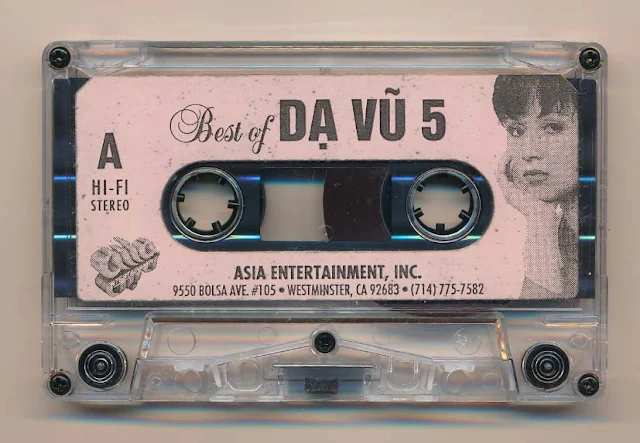 Best of DẠ VŨ 5
A
HI-FI
STEREO
ASIA ENTERTAINMENT, INC.
9550 BOLSA AVE. #105 • WESTMINSTER, CA 92683 • (714) 775-7582